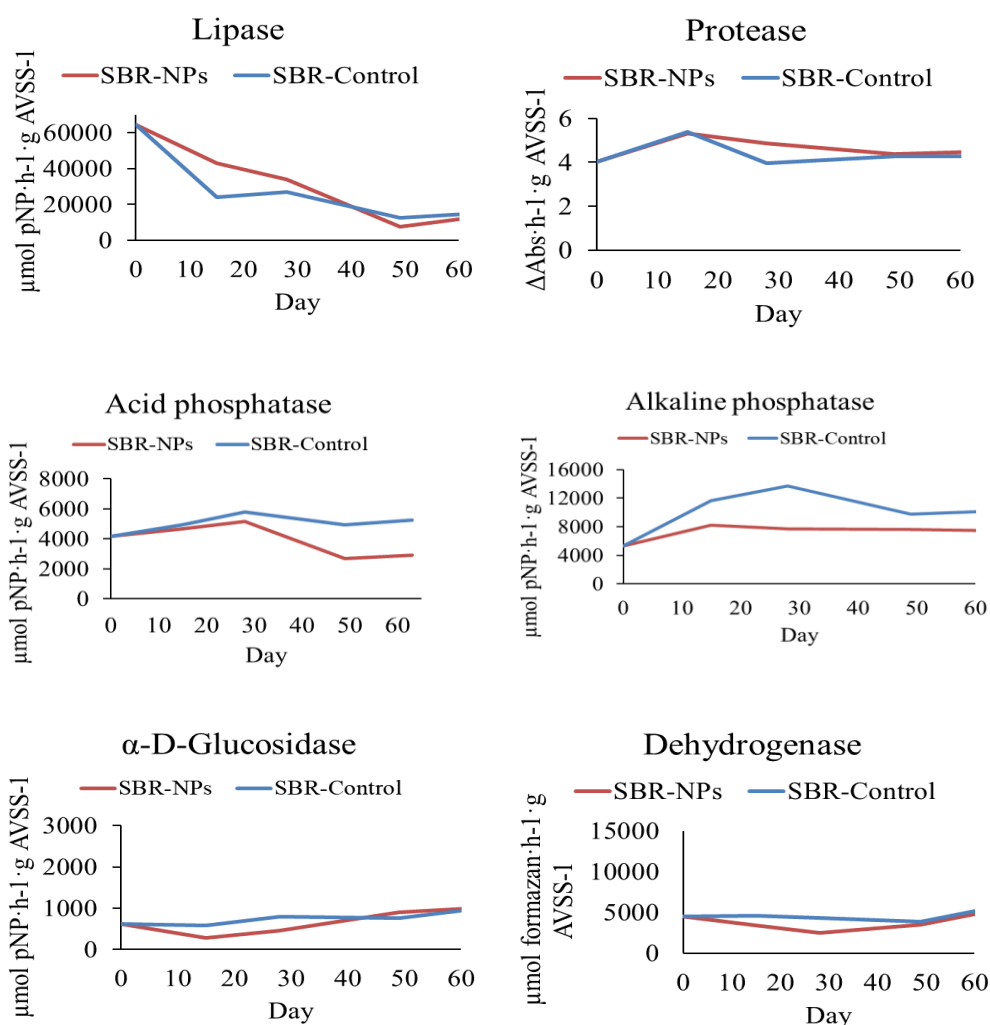 Lipase
SBR-NPs SBR-Control
µmol pNP·h-1·g AVSS-1
60000
40000
20000
0
0 10 20 30 40 50 60
Day
Protease
SBR-NPs SBR-Control
ΔAbs·h-1·g AVSS-1
6
4
2
0
0 10 20 30 40 50 60
Day
Acid phosphatase
SBR-NPs SBR-Control
µmol pNP·h-1·g AVSS-1
8000
6000
4000
2000
0
0 10 20 30 40 50 60
Day
Alkaline phosphatase
SBR-NPs SBR-Control
µmol pNP·h-1·g AVSS-1
16000
12000
8000
4000
0
0 10 20 30 40 50 60
Day
α-D-Glucosidase
SBR-NPs SBR-Control
µmol pNP·h-1·g AVSS-1
3000
2000
1000
0
0 10 20 30 40 50 60
Day
Dehydrogenase
SBR-NPs SBR-Control
µmol formazan·h-1·g
AVSS-1
15000
10000
5000
0
0 10 20 30 40 50 60
Day